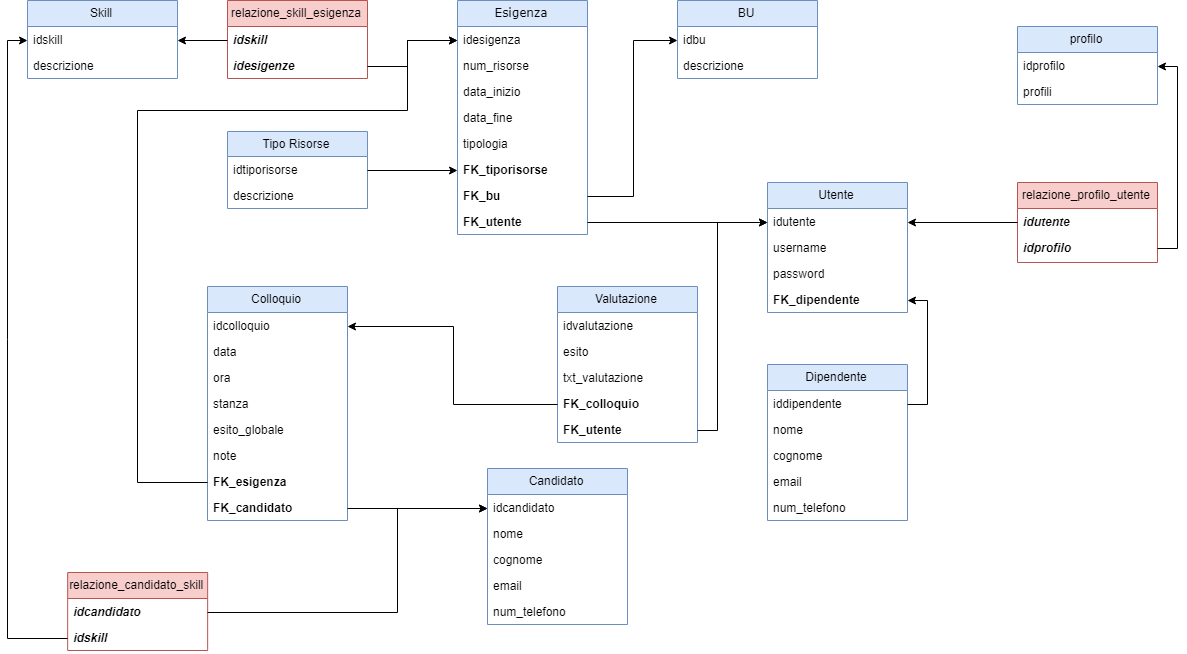 Skill
idskill
descrizione
relazione_skill_esigenza
idskill
idesigenze
Esigenza
idesigenza
num_risorse
data_inizio
data_fine
tipologia
FK_tiporisorse
FK_bu
FK_utente
BU
idbu
descrizione
profilo
idprofilo
profili
Tipo Risorse
idtiporisorse
descrizione
Utente
idutente
username
password
FK_dipendente
relazione_profilo_utente
idutente
idprofilo
Colloquio
idcolloquio
data
ora
stanza
esito_globale
note
FK_esigenza
FK_candidato
Valutazione
idvalutazione
esito
txt_valutazione
FK_colloquio
FK_utente
Dipendente
iddipendente
nome
cognome
email
num_telefono
Candidato
idcandidato
nome
cognome
email
num_telefono
relazione_candidato_skill
idcandidato
idskill